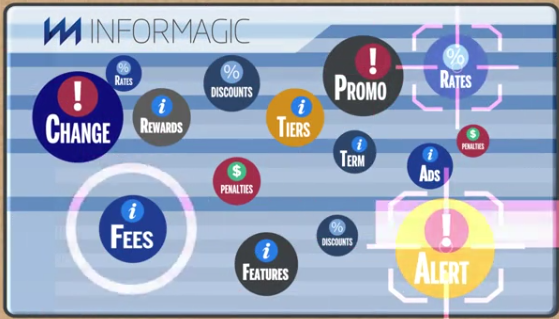 INFORMAGIC
! CHANGE
% RATES
i REWARDS
% DISCOUNTS
i TIERS
! PROMO
% RATES
i TERM
$ PENALTIES
i ADS
$ PENALTIES
i FEES
i FEATURES
% DISCOUNTS
! ALERT